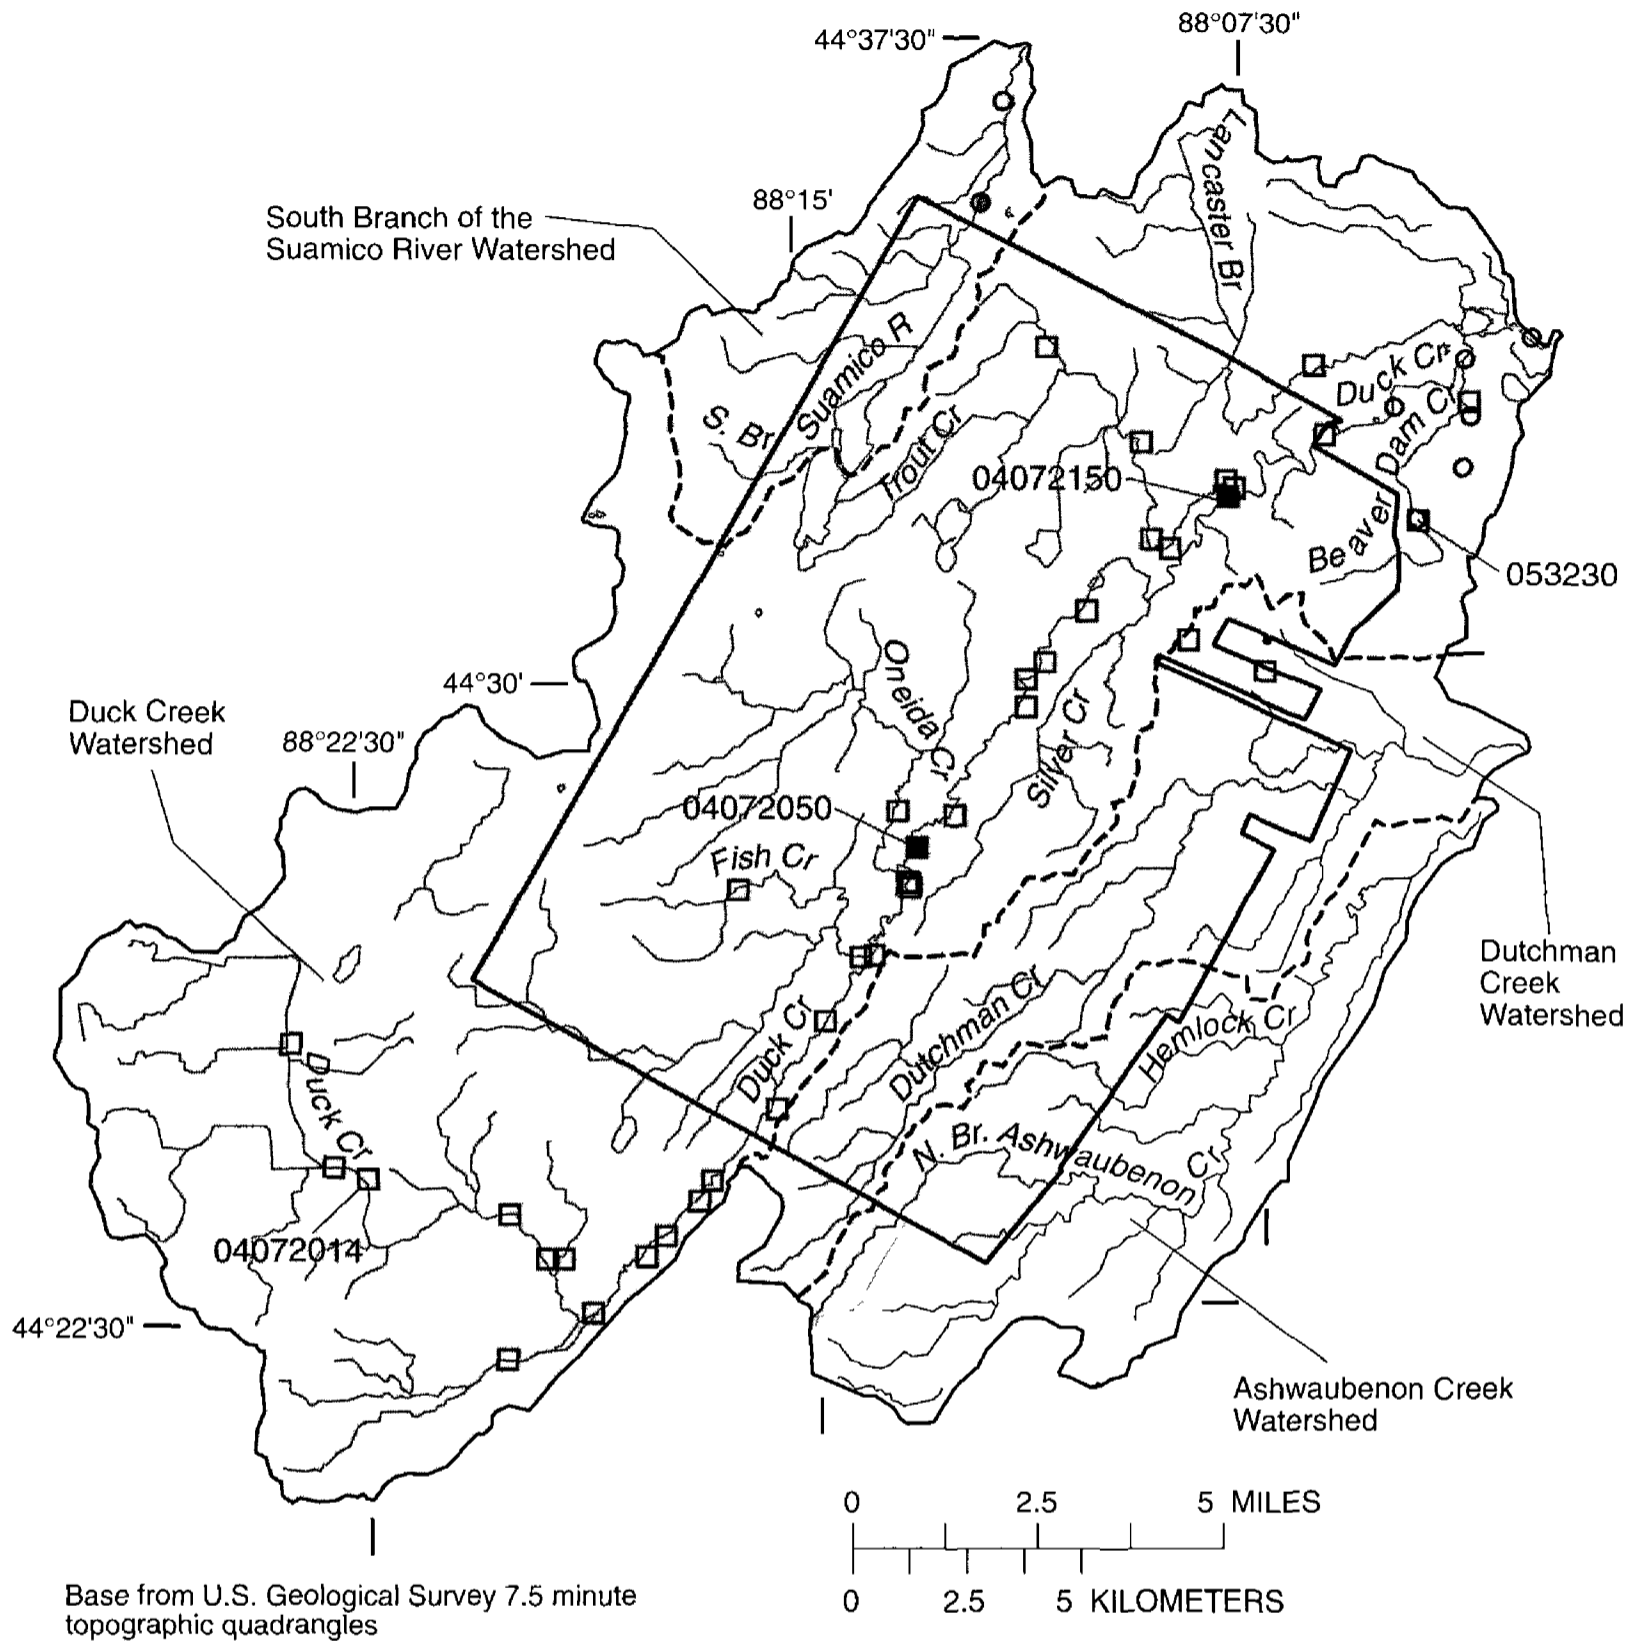 44°37'30"
88°07'30"
Lancaster Br
88°15'
South Branch of the
Suamico River Watershed
S. Br Suamico R
Trout Cr
Duck Cr
Beaver Dam Cr
04072150
053230
44°30'
Oneida Cr
Silver Cr
Duck Creek
Watershed
88°22'30"
04072050
Fish Cr
Dutchman
Creek
Watershed
Duck Cr
Dutchman Cr
Hemlock Cr
Duck Cr
N. Br. Ashwaubenon Cr
04072014
44°22'30"
Ashwaubenon Creek
Watershed
0 2.5 5 MILES
0 2.5 5 KILOMETERS
Base from U.S. Geological Survey 7.5 minute
topographic quadrangles